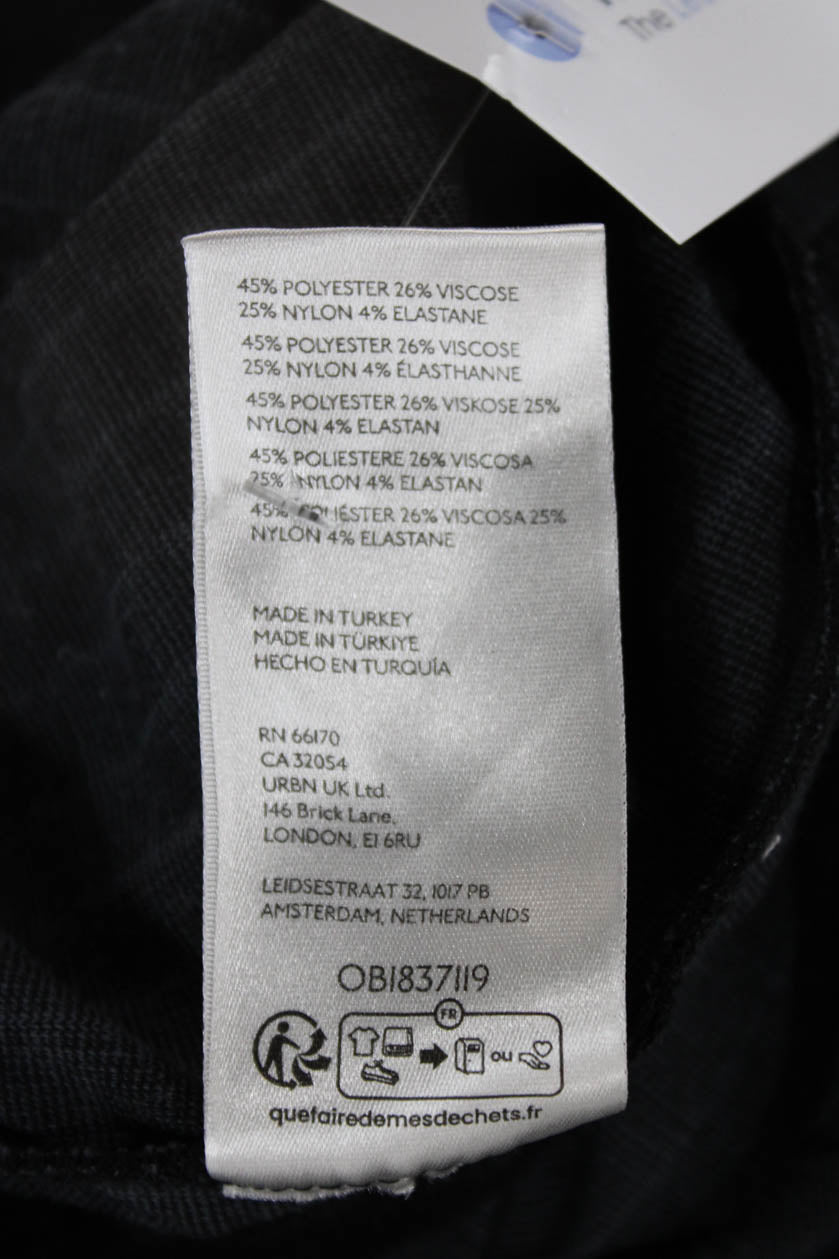 The
45% POLYESTER 26% VISCOSE
25% NYLON 4% ELASTANE
45% POLYESTER 26% VISCOSE
25% NYLON 4% ÉLASTHANNE
45% POLYESTER 26% VISKOSE 25%
NYLON 4% ELASTAN
45% POLIESTERE 26% VISCOSA
25% NYLON 4% ELASTAN
45% POLIÉSTER 26% VISCOSA 25%
NYLON 4% ELASTANE
MADE IN TURKEY
MADE IN TÜRKIYE
HECHO EN TURQUÍA
RN 66170
CA 32054
URBN UK Ltd.
146 Brick Lane,
LONDON, E1 6RU
LEIDSESTRAAT 32, 1017 PB
AMSTERDAM, NETHERLANDS
OB1837119
FR
ou
quefairedemesdechets.fr